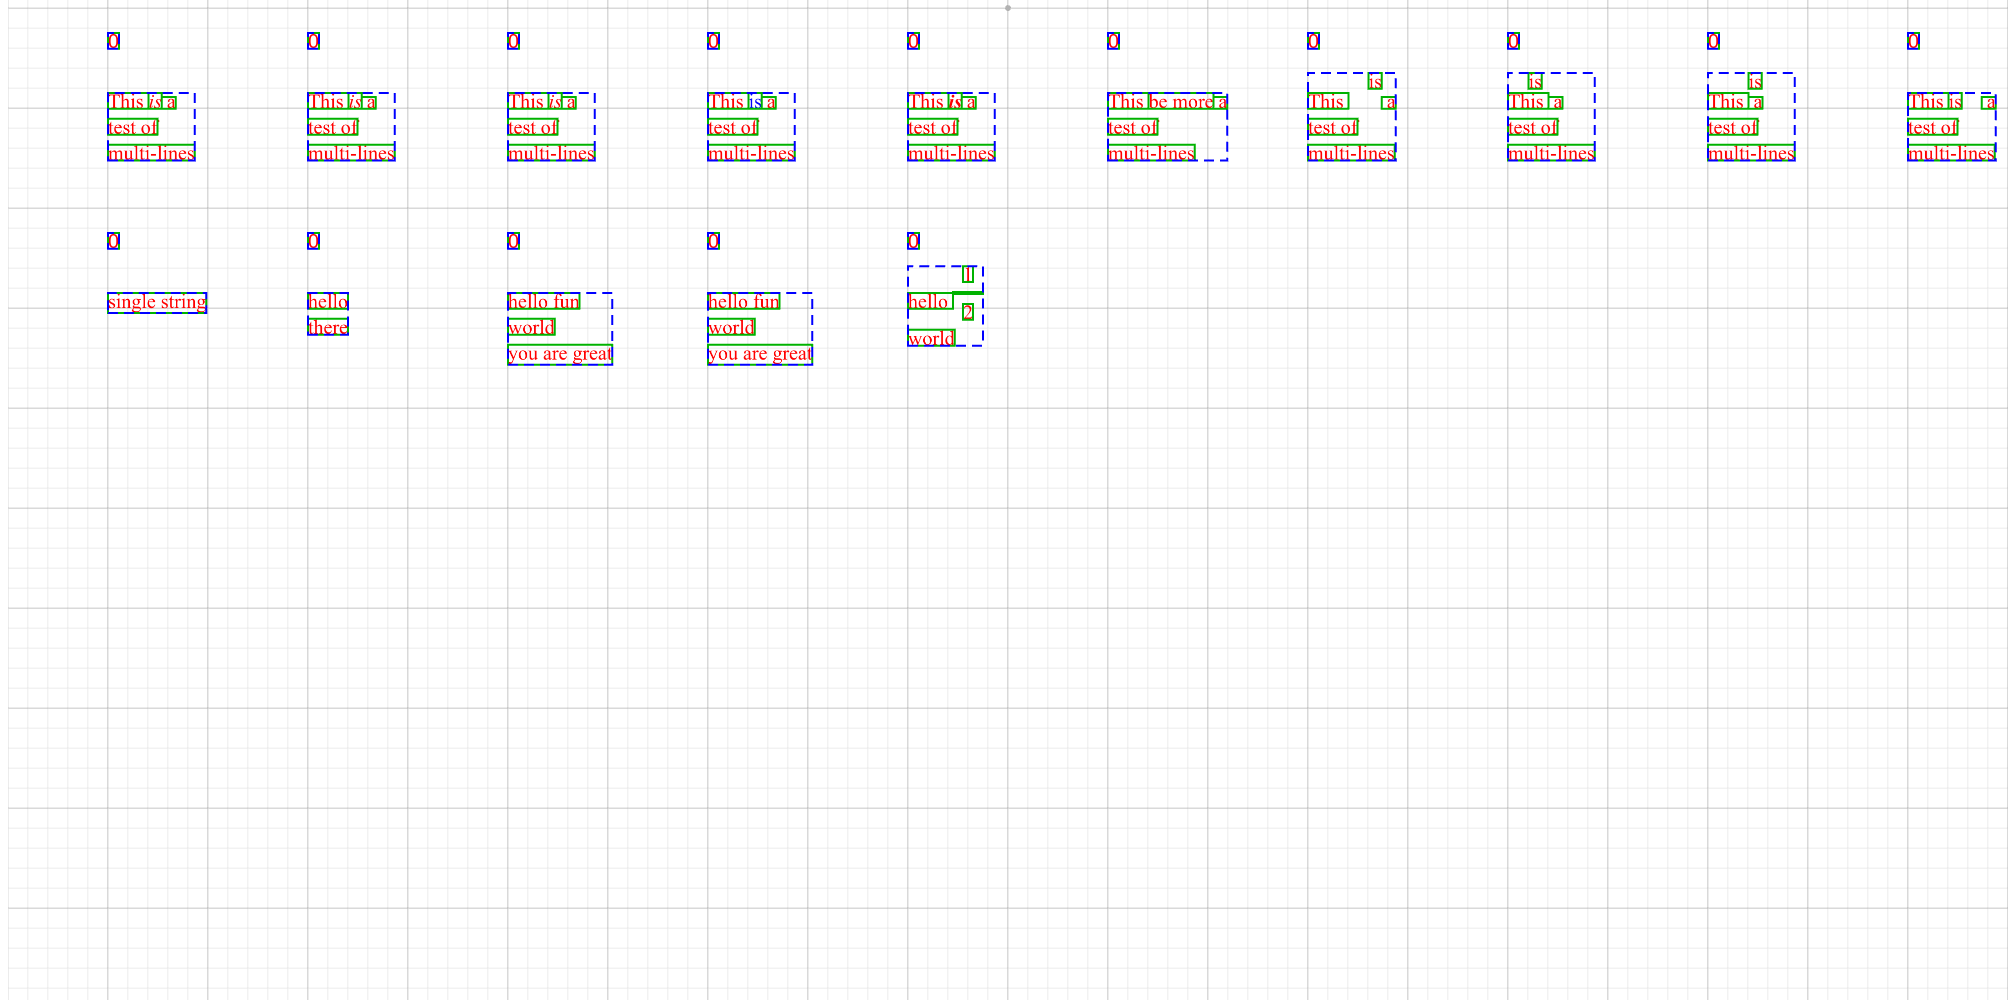 0 0 0 0 0 0 0 0 0 0
is is is
This is a This is a This is a This is a This is a This be more a This a This a This a This is a
test of test of test of test of test of test of test of test of test of test of
multi-lines multi-lines multi-lines multi-lines multi-lines multi-lines multi-lines multi-lines multi-lines multi-lines
0 0 0 0 0
1
single string hello hello fun hello fun hello
2
there world world
world
you are great you are great